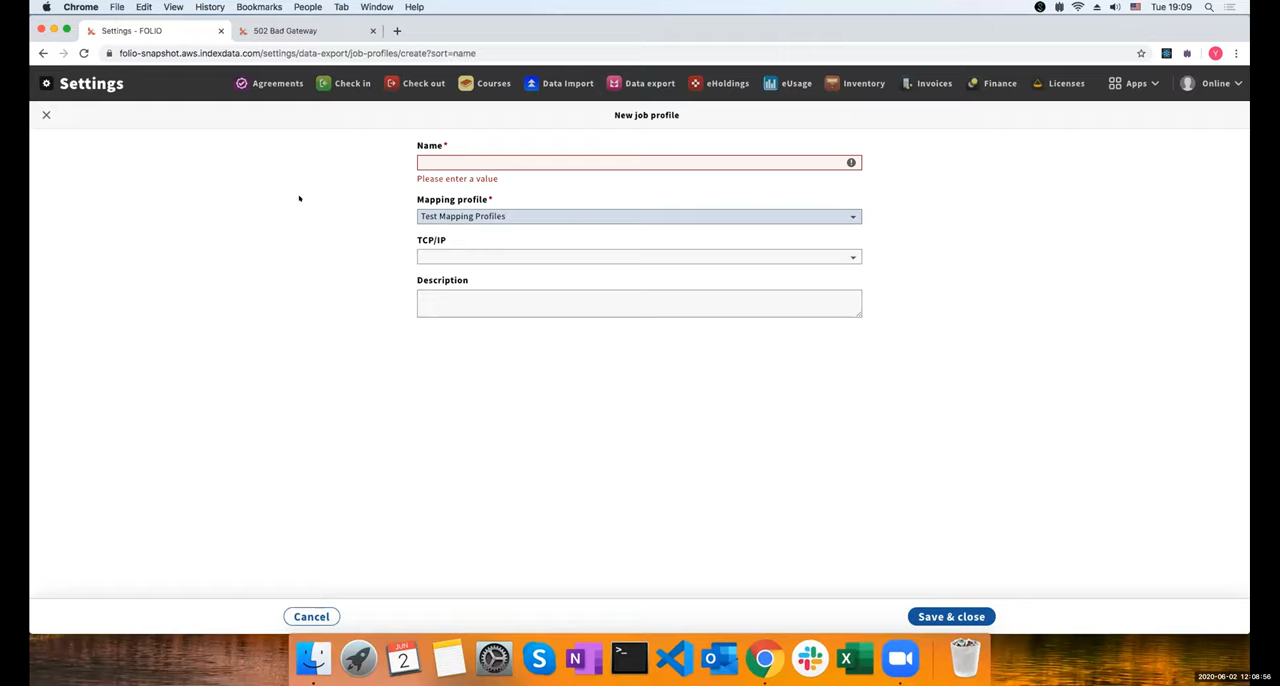 Chrome File Edit View History Bookmarks People Tab Window Help Tue 19:09
Settings - FOLIO 502 Bad Gateway
folio-snapshot.aws.indexdata.com/settings/data-export/job-profiles/create?sort=name Y
Settings Agreements Check in Check out Courses Data Import Data export eHoldings eUsage Inventory Invoices Finance Licenses Apps Online
New job profile
Name*
Please enter a value
Mapping profile*
Test Mapping Profiles
TCP/IP
Description
Cancel Save & close
JUN
2
2020-06-02 12:08:56